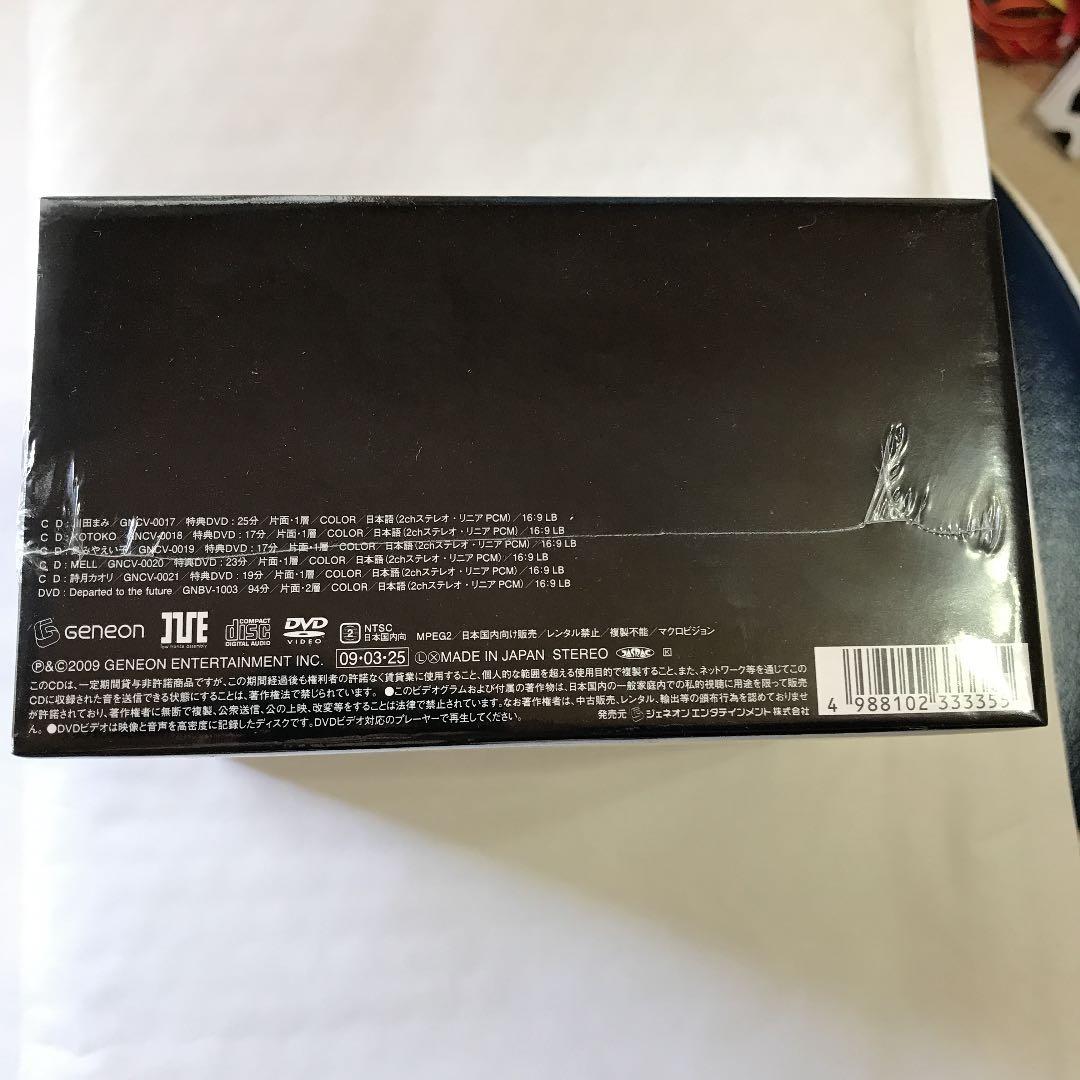 CD:川田まみ/GNCV-0017/特典DVD:25分/片面・1層/COLOR/日本語(2chステレオ・リニアPCM)/16:9 LB
CD:KOTOKO/GNCV-0018/特典DVD:17分/片面・1層/COLOR/日本語(2chステレオ・リニアPCM)/16:9 LB
CD:みやえい子/GNCV-0019/特典DVD:17分/片面・1層/COLOR/日本語(2chステレオ・リニアPCM)/16:9 LB
CD:MELL/GNCV-0020/特典DVD:23分/片面・1層/COLOR/日本語(2chステレオ・リニアPCM)/16:9 LB
CD:詩月カオリ/GNCV-0021/特典DVD:19分/片面・1層/COLOR/日本語(2chステレオ・リニアPCM)/16:9 LB
DVD:Departed to the future/GNBV-1003/94分/片面・2層/COLOR/日本語(2chステレオ・リニアPCM)/16:9 LB
Geneon COMPACT disc DIGITAL AUDIO DVD VIDEO 2 NTSC 日本国内向 MPEG2/日本国内向け販売/レンタル禁止/複製不能/マクロビジョン
Ⓟ&©2009 GENEON ENTERTAINMENT INC. 09・03・25 ⓁⓍMADE IN JAPAN STEREO JASRAC K
このCDは、一定期間貸与非許諾商品ですが、この期間経過後も権利者の許諾なく賃貸業に使用すること、個人的な範囲を超える使用目的で複製すること、また、ネットワーク等を通じてこの
CDに収録された音を送信できる状態にすることは、著作権法で禁じられています。●このビデオグラムおよび付属の著作物は、日本国の一般家庭内での私的視聴に用途を限って販売
が許諾されており、著作権者に無断で複製、公衆送信、公の上映、改変等をすることは法律で禁止されています。なお著作権者は、中古販売、レンタル、輸出等の頒布行為を認めておりませ
ん。●DVDビデオは映像と音声を高密度に記録したディスクです。DVDビデオ対応のプレーヤーで再生してください。
発売元 ジェネオン エンタテインメント株式会社
4 988102 333355